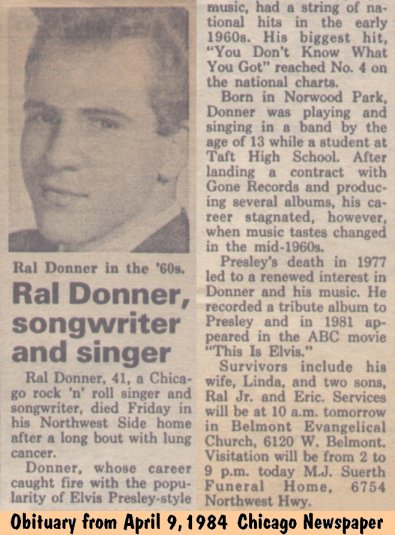 Ral Donner in the '60s.
Ral Donner,
songwriter
and singer
Ral Donner, 41, a Chica-
go rock 'n' roll singer and
songwriter, died Friday in
his Northwest Side home
after a long bout with lung
cancer.
Donner, whose career
caught fire with the popu-
larity of Elvis Presley-style
music, had a string of na-
tional hits in the early
1960s. His biggest hit,
"You Don't Know What
You Got" reached No. 4 on
the national charts.
Born in Norwood Park,
Donner was playing and
singing in a band by the
age of 13 while a student at
Taft High School. After
landing a contract with
Gone Records and produc-
ing several albums, his ca-
reer stagnated, however,
when music tastes changed
in the mid-1960s.
Presley's death in 1977
led to a renewed interest in
Donner and his music. He
recorded a tribute album to
Presley and in 1981 ap-
peared in the ABC movie
"This Is Elvis."
Survivors include his
wife, Linda, and two sons,
Ral Jr. and Eric. Services
will be at 10 a.m. tomorrow
in Belmont Evangelical
Church, 6120 W. Belmont.
Visitation will be from 2 to
9 p.m. today M.J. Suerth
Funeral Home, 6754
Northwest Hwy.
Obituary from April 9, 1984 Chicago Newspaper